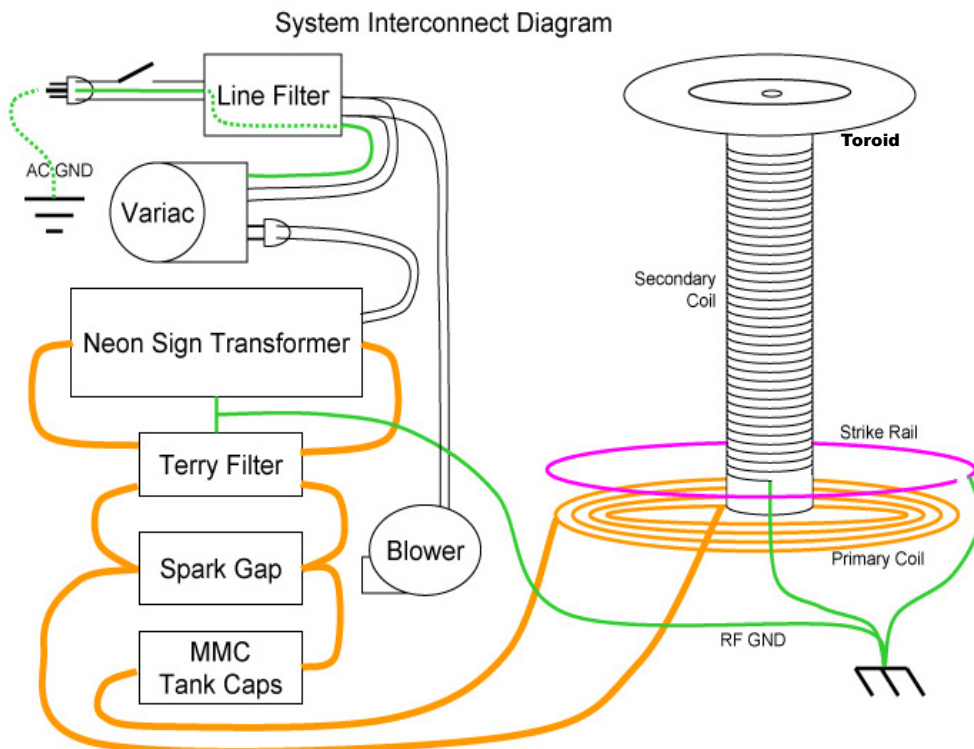 System Interconnect Diagram
Line Filter
Toroid
AC GND
Variac
Secondary
Coil
Neon Sign Transformer
Strike Rail
Terry Filter
Blower
Primary Coil
Spark Gap
RF GND
MMC
Tank Caps